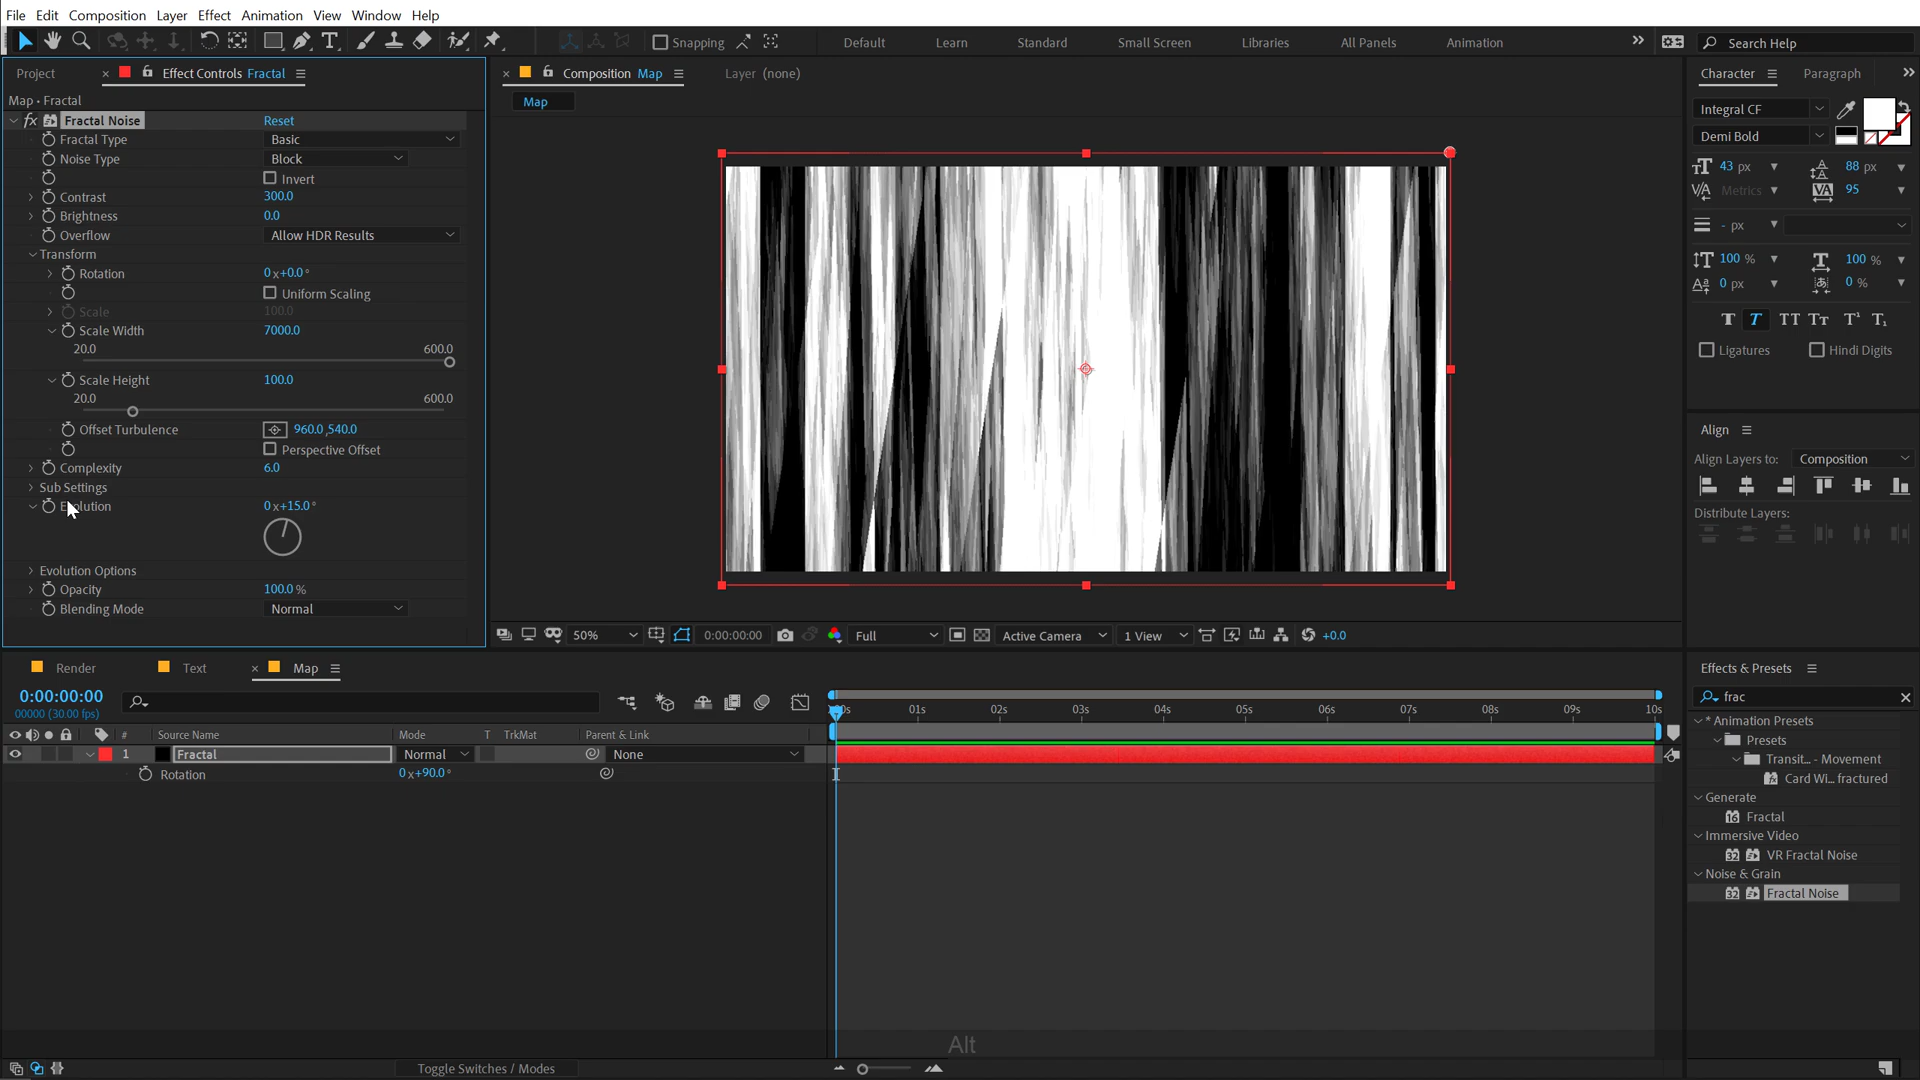 File Edit Composition Layer Effect Animation View Window Help
Snapping Default Learn Standard Small Screen Libraries All Panels Animation Search Help
Project Effect Controls Fractal
Map • Fractal
Fractal Noise Reset
Fractal Type Basic
Noise Type Block
Invert
Contrast 300.0
Brightness 0.0
Overflow Allow HDR Results
Transform
Rotation 0x+0.0°
Uniform Scaling
Scale 100.0
Scale Width 7000.0
20.0 600.0
Scale Height 100.0
20.0 600.0
Offset Turbulence 960.0,540.0
Perspective Offset
Complexity 6.0
Sub Settings
Evolution 0x+15.0°
Evolution Options
Opacity 100.0 %
Blending Mode Normal
Composition Map Layer (none)
Map
50% 0:00:00:00 Full Active Camera 1 View +0.0
Character Paragraph
Integral CF
Demi Bold
43 px 88 px
Metrics 95
- px
100 % 100 %
0 px 0 %
T T TT Tt T¹ T₁
Ligatures Hindi Digits
Align
Align Layers to: Composition
Distribute Layers:
Effects & Presets
frac
* Animation Presets
Presets
Transit... - Movement
Card Wi... fractured
Generate
Fractal
Immersive Video
VR Fractal Noise
Noise & Grain
Fractal Noise
Render Text Map
0:00:00:00
00000 (30.00 fps)
01s 02s 03s 04s 05s 06s 07s 08s 09s 10s
# Source Name Mode T TrkMat Parent & Link
1 Fractal Normal None
Rotation 0x+90.0°
Alt
Toggle Switches / Modes